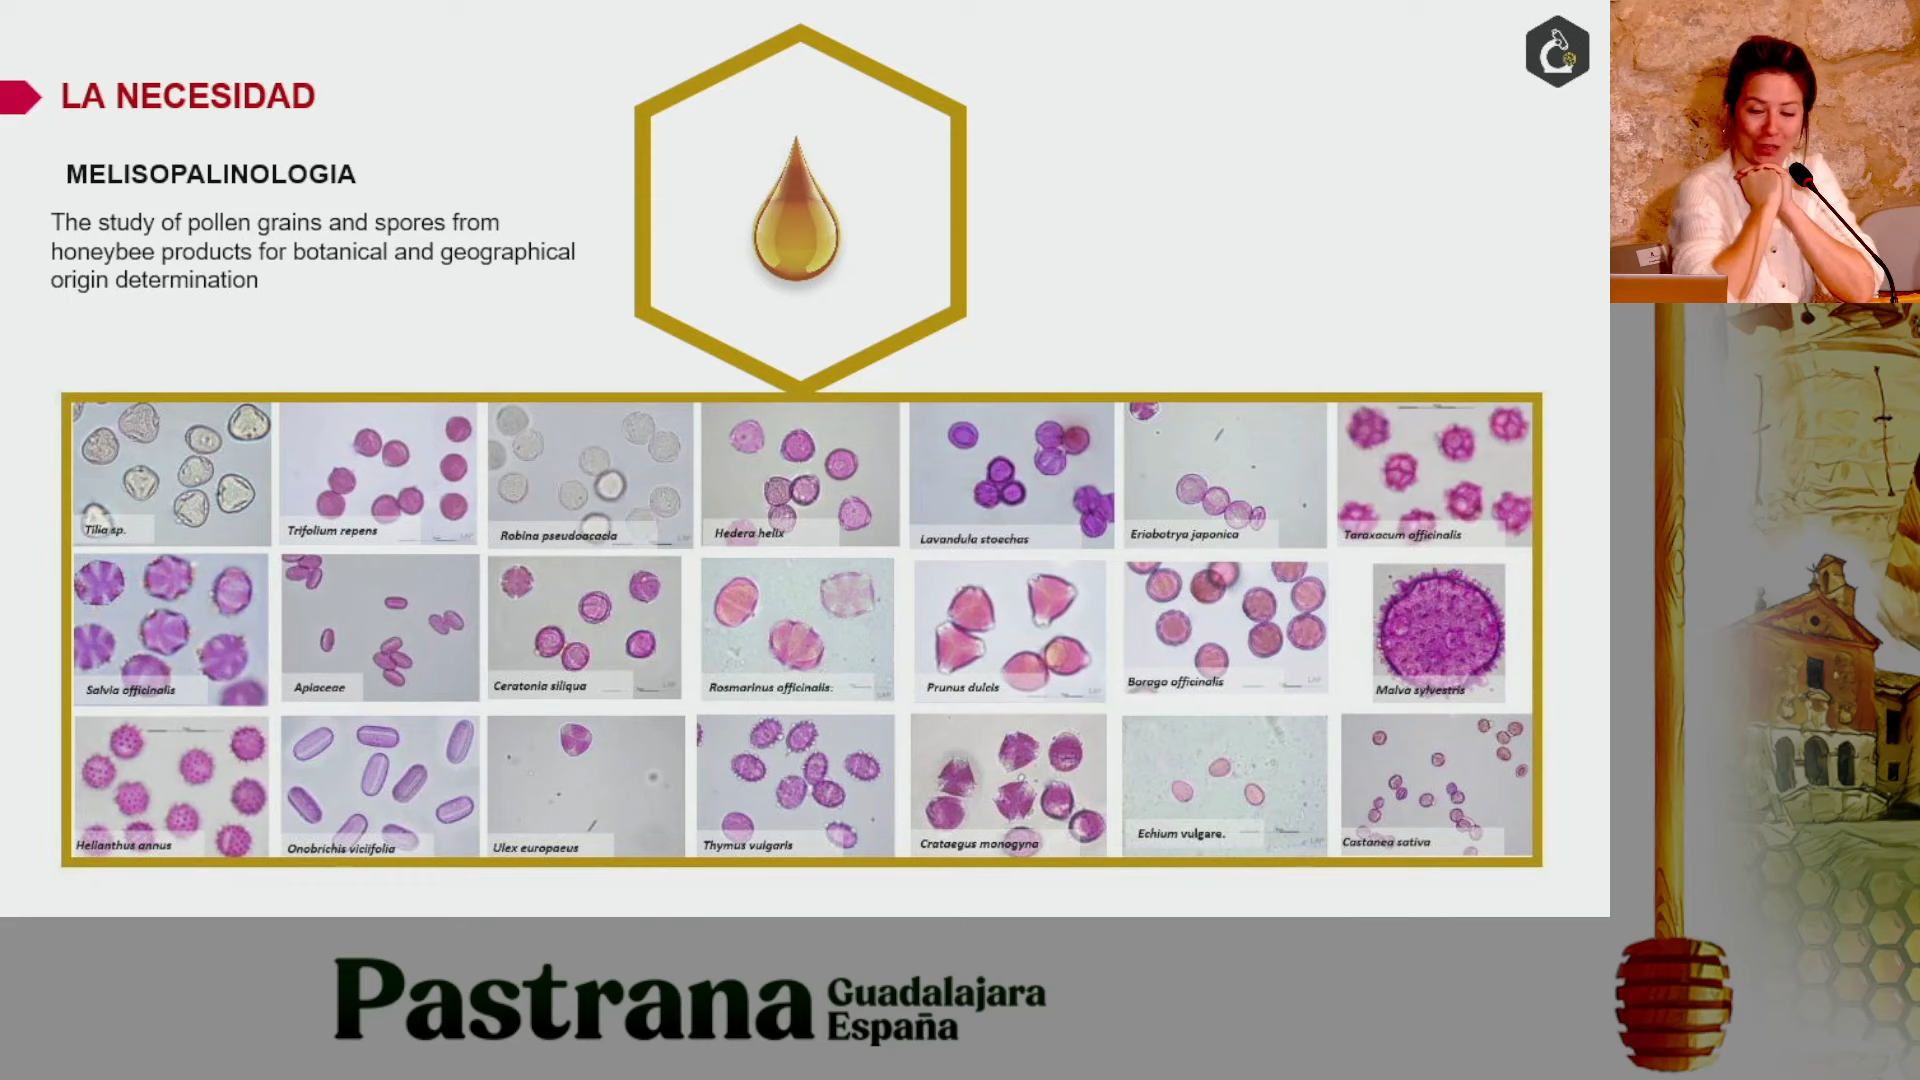 LA NECESIDAD
MELISOPALINOLOGIA
The study of pollen grains and spores from
honeybee products for botanical and geographical
origin determination
Tilia sp.
Trifolium repens
Robina pseudoacacia
Hedera helix
Lavandula stoechas
Eriobotrya japonica
Taraxacum officinalis
Salvia officinalis
Apiaceae
Ceratonia siliqua
Rosmarinus officinalis.
Prunus dulcis
Borago officinalis
Malva sylvestris
Helianthus annus
Onobrichis viciifolia
Ulex europaeus
Thymus vulgaris
Crataegus monogyna
Echium vulgare.
Castanea sativa
Pastrana
Guadalajara
España